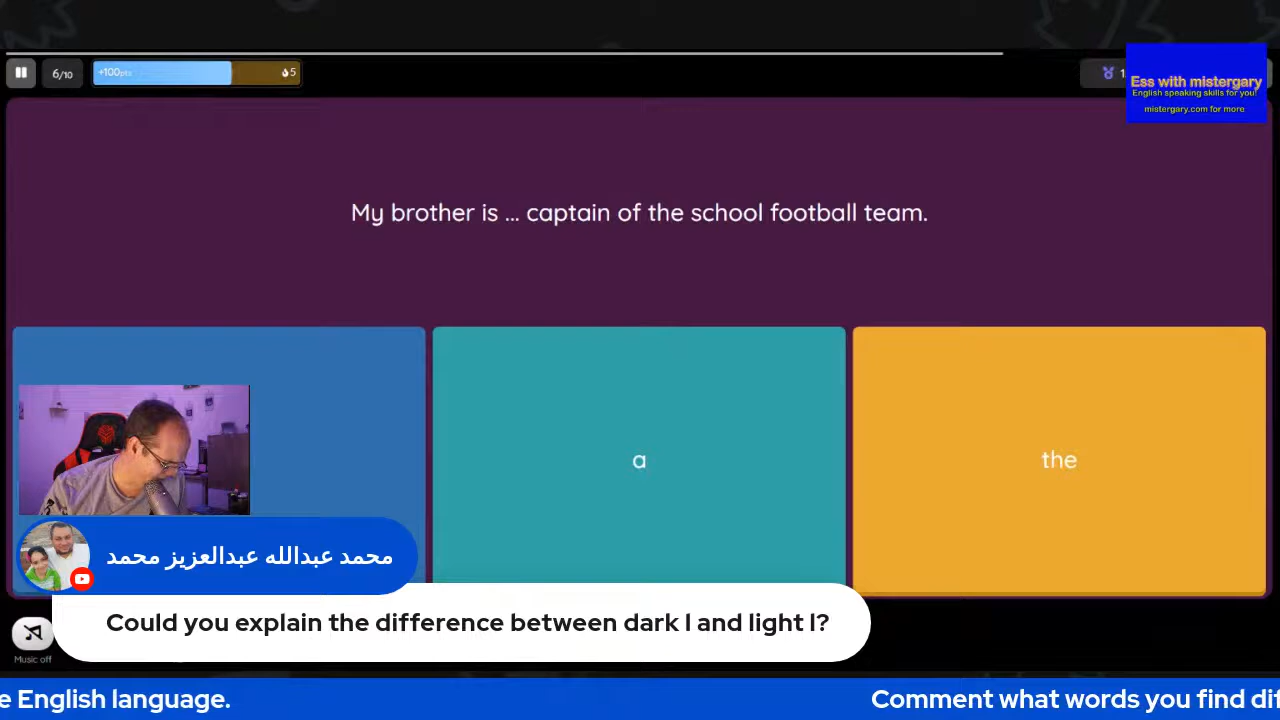 6/10
+100pts
5
1
Ess with mistergary
English speaking skills for you!
mistergary.com for more
My brother is ... captain of the school football team.
a
the
محمد عبدالله عبدالعزيز محمد
Could you explain the difference between dark l and light l?
Music off
e English language.
Comment what words you find dif